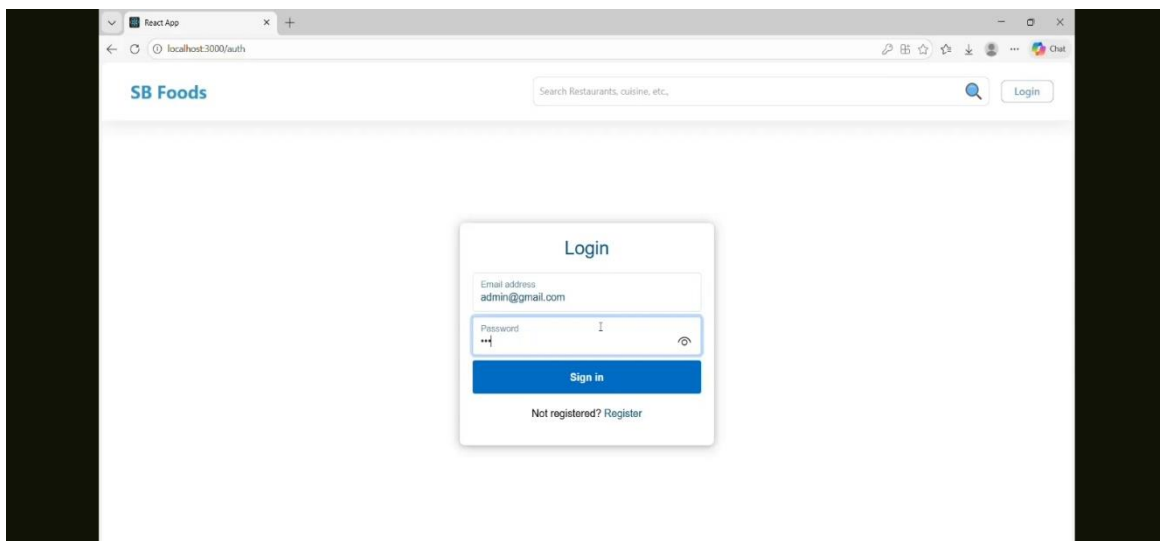 React App
localhost:3000/auth
Chat
SB Foods
Search Restaurants, cuisine, etc.,
Login
Login
Email address
admin@gmail.com
Password
•••
Sign in
Not registered? Register